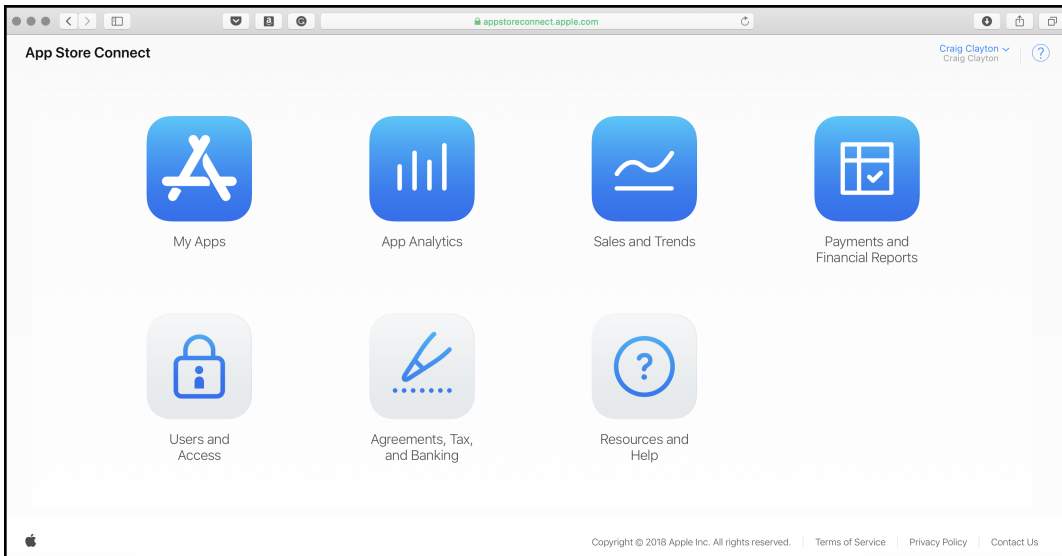 appstoreconnect.apple.com
App Store Connect
Craig Clayton
Craig Clayton
?
My Apps
App Analytics
Sales and Trends
Payments and
Financial Reports
?
Users and
Access
Agreements, Tax,
and Banking
Resources and
Help
Copyright © 2018 Apple Inc. All rights reserved. | Terms of Service | Privacy Policy | Contact Us